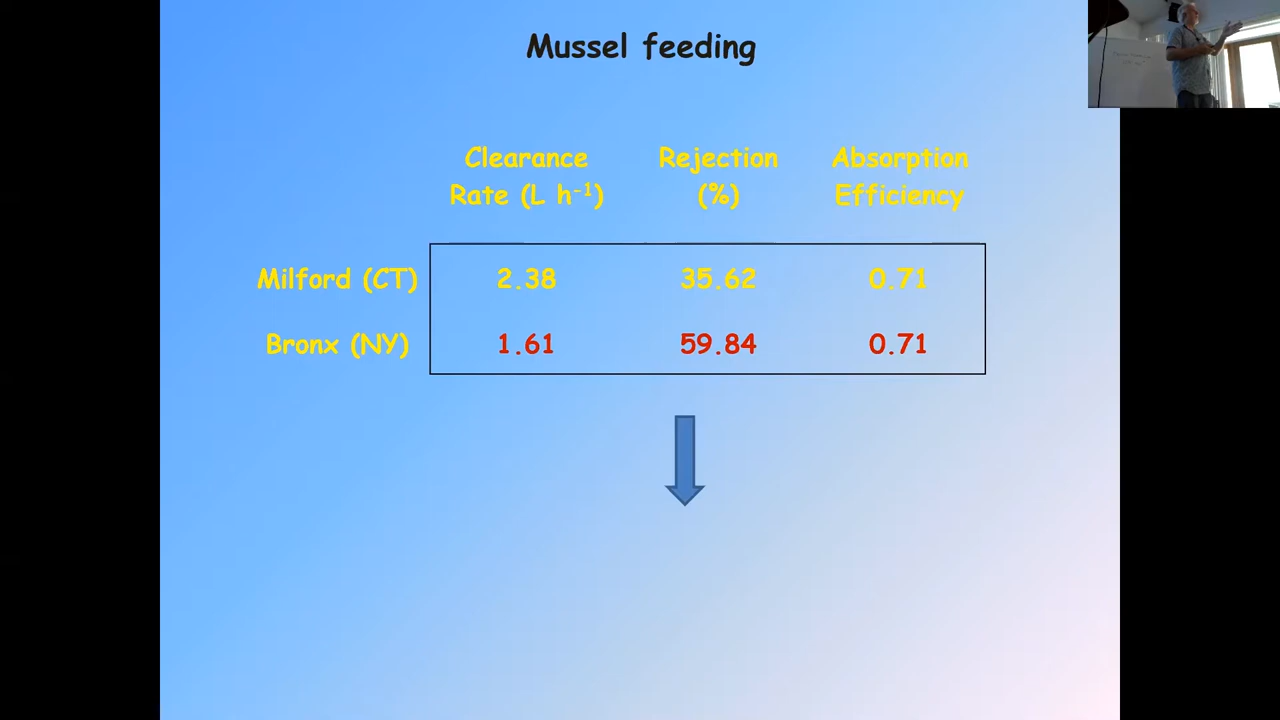 Mussel feeding
Clearance Rejection Absorption
Rate (L h⁻¹) (%) Efficiency
Milford (CT) 2.38 35.62 0.71
Bronx (NY) 1.61 59.84 0.71